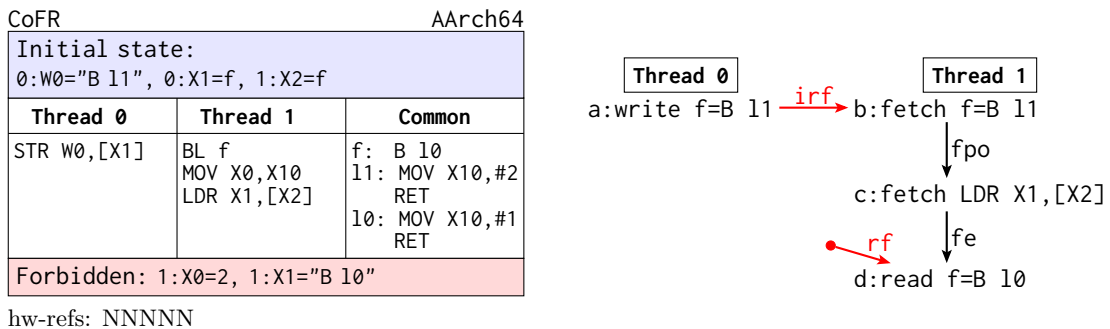 CoFR AArch64
Initial state:
0:W0="B l1", 0:X1=f, 1:X2=f
Thread 0 Thread 1 Common
STR W0,[X1] BL f f: B l0
MOV X0,X10 l1: MOV X10,#2
LDR X1,[X2] RET
l0: MOV X10,#1
RET
Forbidden: 1:X0=2, 1:X1="B l0"
hw-refs: NNNNN
Thread 0 Thread 1
a:write f=B l1 irf b:fetch f=B l1
fpo
c:fetch LDR X1,[X2]
rf fe
d:read f=B l0